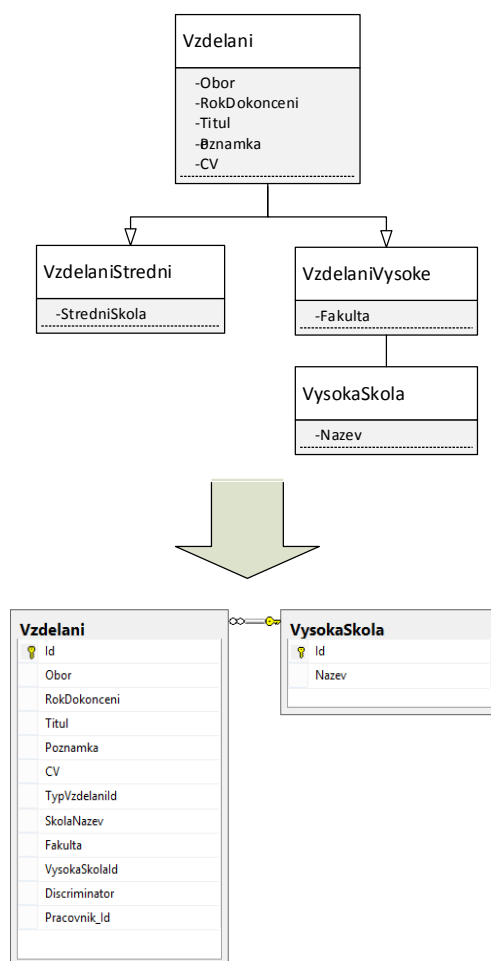 Vzdelani
-Obor
-RokDokonceni
-Titul
-Poznamka
-CV
VzdelaniStredni
-StredniSkola
VzdelaniVysoke
-Fakulta
VysokaSkola
-Nazev
Vzdelani
Id
Obor
RokDokonceni
Titul
Poznamka
CV
TypVzdelaniId
SkolaNazev
Fakulta
VysokaSkolaId
Discriminator
Pracovnik_Id
VysokaSkola
Id
Nazev